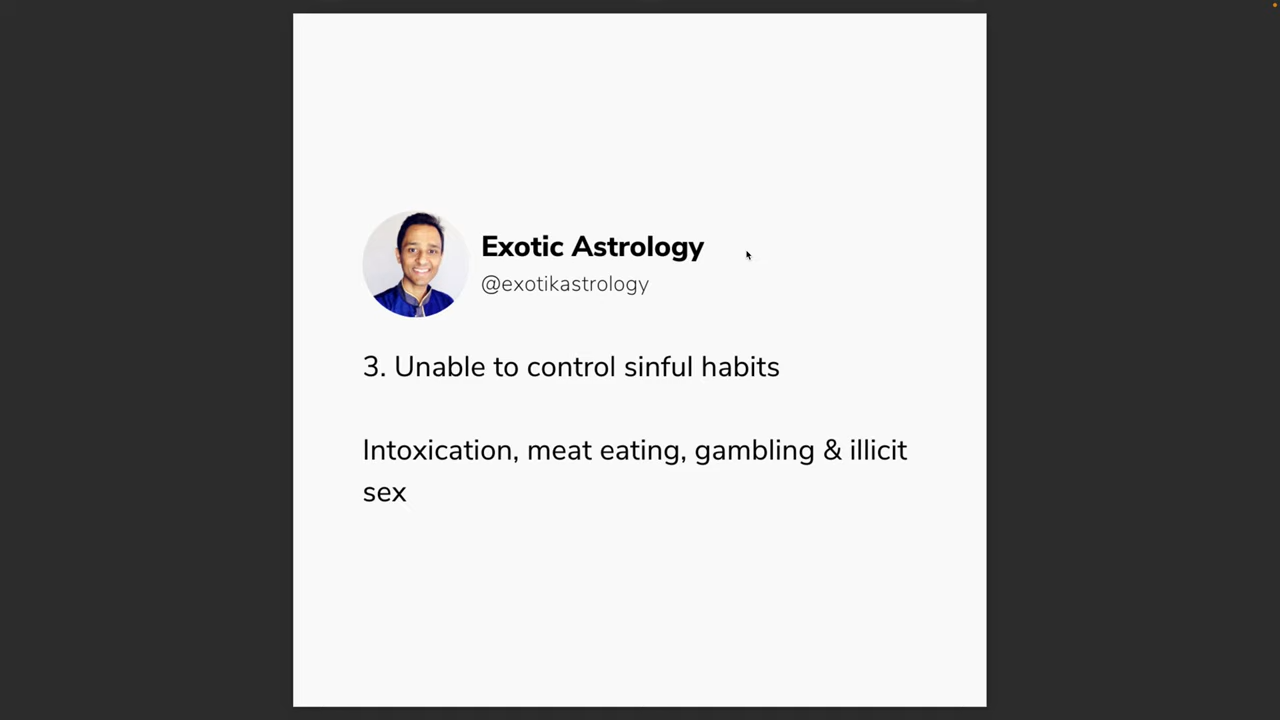 Exotic Astrology
@exotikastrology
3. Unable to control sinful habits
Intoxication, meat eating, gambling & illicit
sex